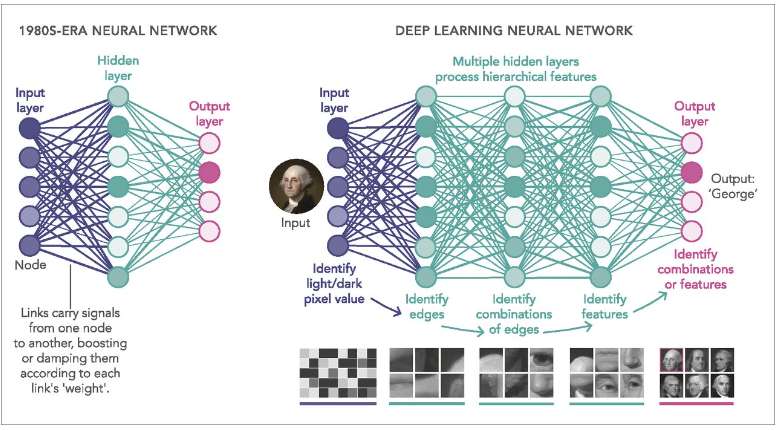 1980S-ERA NEURAL NETWORK
Hidden
layer
Input
layer
Output
layer
Node
Links carry signals
from one node
to another, boosting
or damping them
according to each
link's 'weight'.
DEEP LEARNING NEURAL NETWORK
Multiple hidden layers
process hierarchical features
Input
layer
Output
layer
Input
Output:
'George'
Identify
light/dark
pixel value
Identify
edges
Identify
combinations
of edges
Identify
features
Identify
combinations
or features